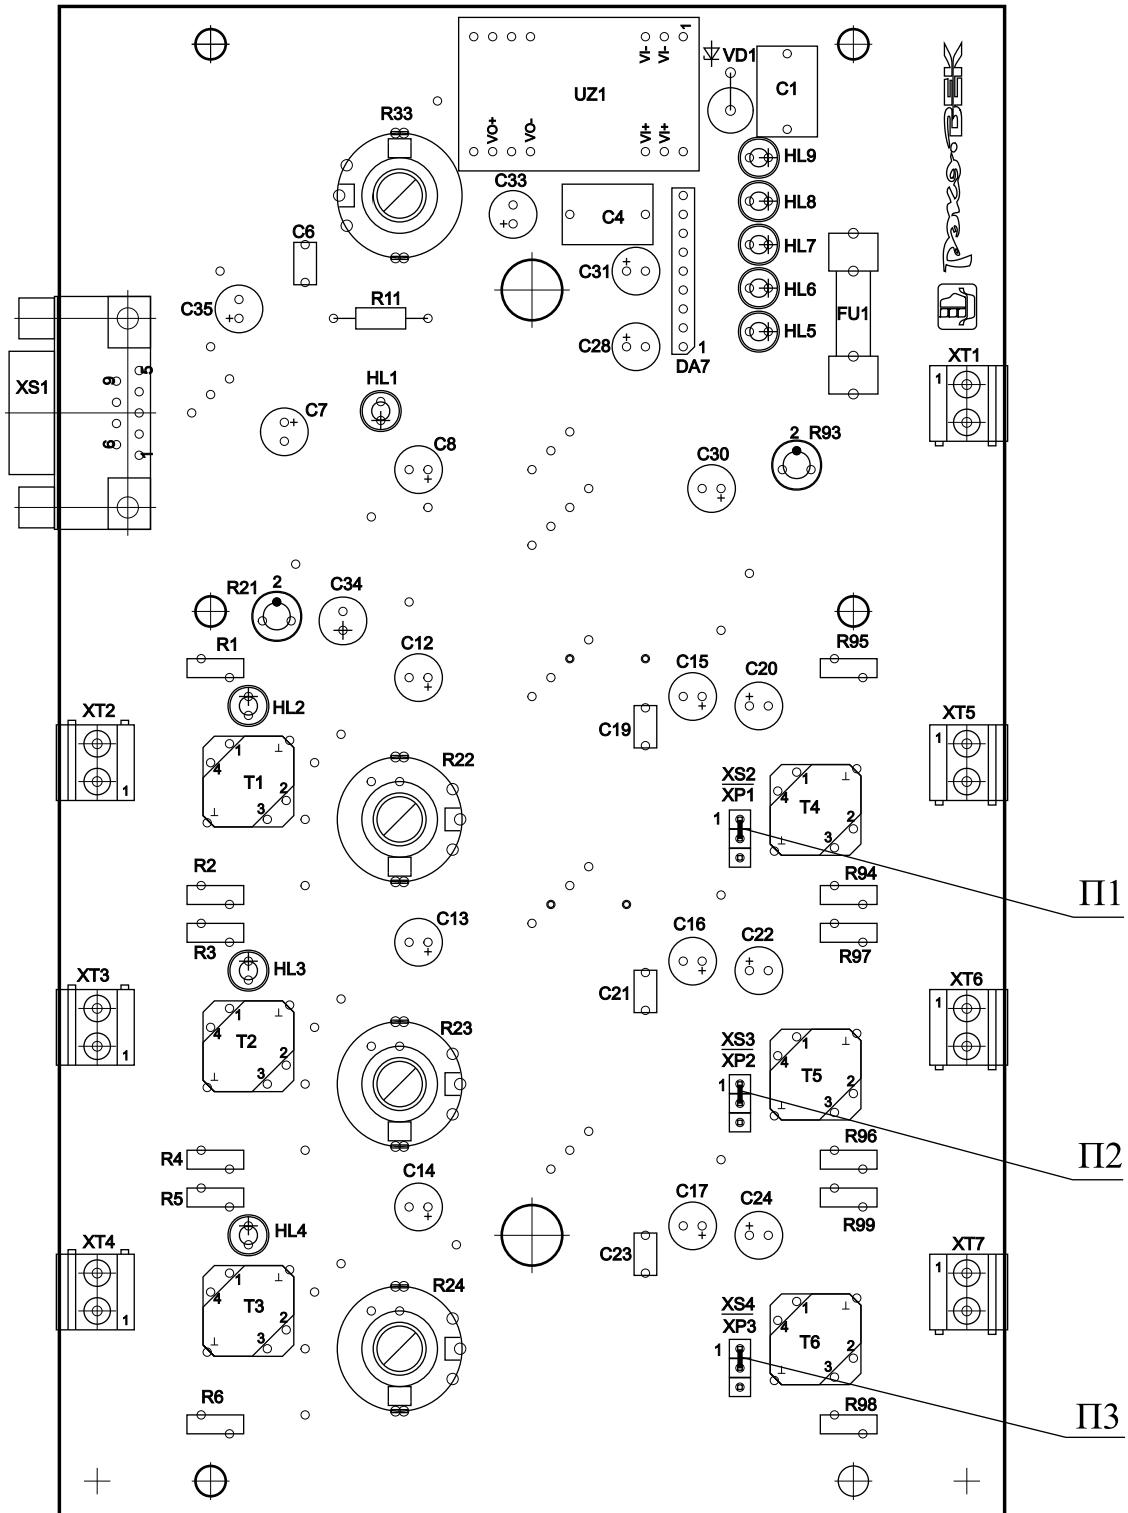 1
VI-
VI-
VD1
C1
UZ1
R33
VO+
VO-
VI+
VI+
HL9
C33
HL8
C4
C6
HL7
C31
HL6
C35
R11
FU1
HL5
C28
1
DA7
XT1
1
XS1
9
5
6
1
HL1
C7
C8
2
R93
C30
R21
2
C34
R1
C12
R95
C15
C20
XT2
1
HL2
C19
XT5
1
T1
1
4
2
3
R22
XS2
XP1
1
T4
1
4
2
3
П1
R2
R94
R3
C13
C16
C22
R97
XT3
1
HL3
C21
XT6
1
T2
1
4
2
3
R23
XS3
XP2
1
T5
1
4
2
3
П2
R4
R96
R5
C14
C17
C24
R99
XT4
1
HL4
C23
XT7
1
T3
1
4
2
3
R24
XS4
XP3
1
T6
1
4
2
3
П3
R6
R98